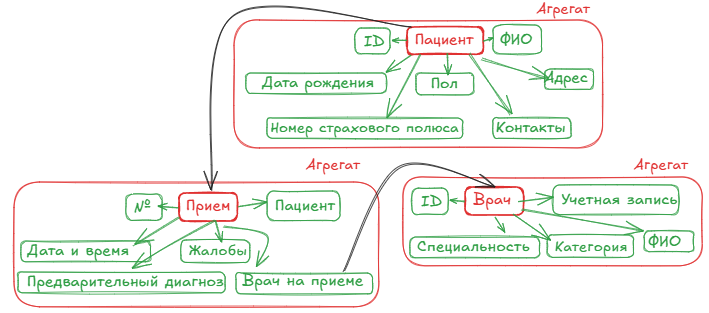 Агрегат
ID
Пациент
ФИО
Дата рождения
Пол
Адрес
Номер страхового полюса
Контакты
Агрегат
№
Прием
Пациент
Дата и время
Жалобы
Предварительный диагноз
Врач на приеме
Агрегат
ID
Врач
Учетная запись
Специальность
Категория
ФИО